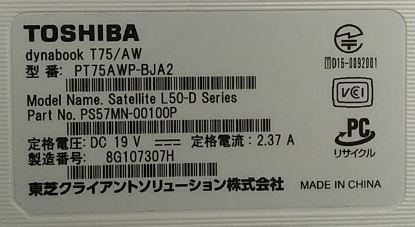 TOSHIBA
dynabook T75/AW
型 番: PT75AWP-BJA2
Model Name. Satellite L50-D Series
Part No. PS57MN-00100P
定格電圧: DC 19 V ⎓ 定格電流: 2.37 A
製造番号: 8G107307H
東芝クライアントソリューション株式会社 MADE IN CHINA
D16-0092001
VCI
PC
リサイクル